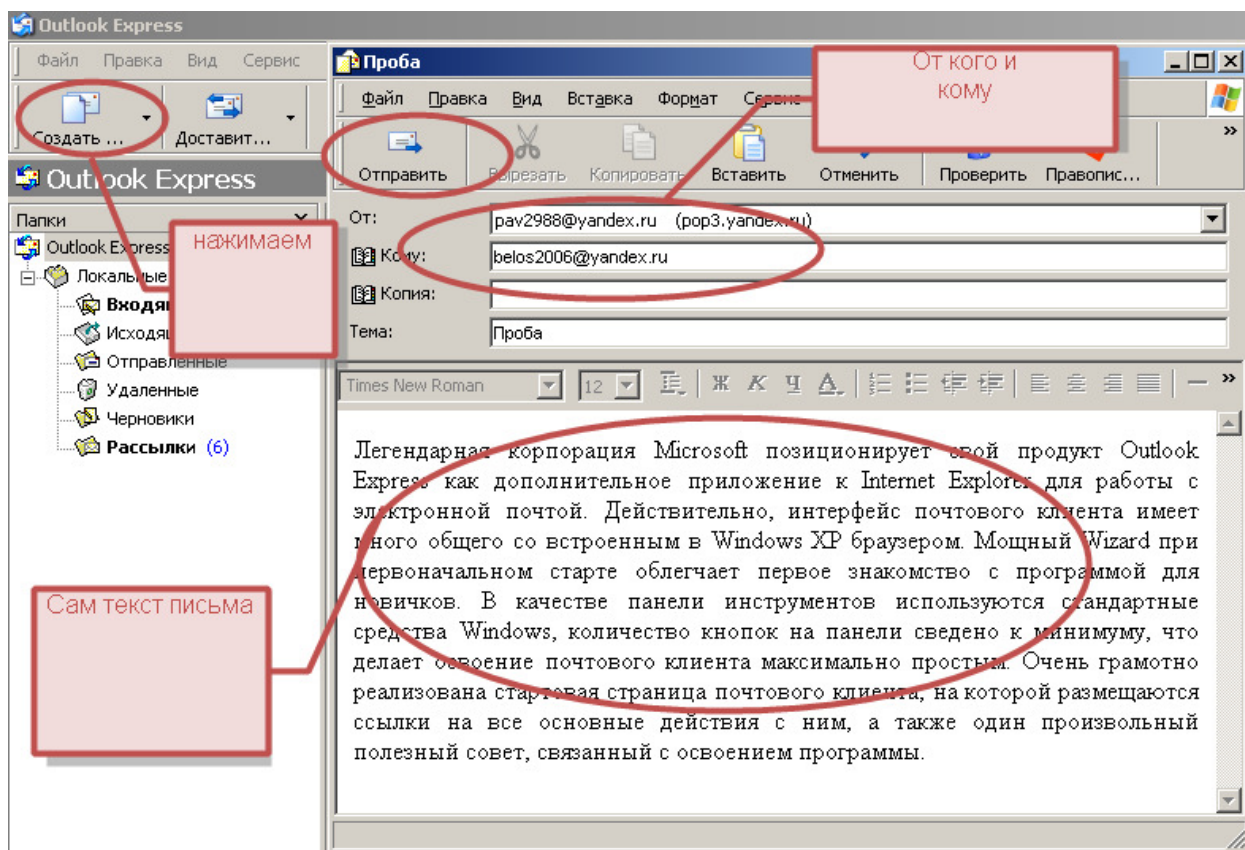 Outlook Express
Файл Правка Вид Сервис
Создать ... Доставит...
Outlook Express
Папки
Outlook Express
Локальные
Исходящ
Отправленные
Удаленные
Черновики
Рассылки (6)
нажимаем
Сам текст письма
Проба
Файл Правка Вид Вставка Формат Сервис
От кого и
кому
Отправить Вырезать Копировать Вставить Отменить Проверить Правопис...
От: pav2988@yandex.ru (pop3.yandex.ru)
Кому: belos2006@yandex.ru
Копия:
Тема: Проба
Times New Roman 12 Ж К Ч A
Легендарная корпорация Microsoft позиционирует свой продукт Outlook
Express как дополнительное приложение к Internet Explorer для работы с
электронной почтой. Действительно, интерфейс почтового клиента имеет
много общего со встроенным в Windows XP браузером. Мощный Wizard при
первоначальном старте облегчает первое знакомство с программой для
новичков. В качестве панели инструментов используются стандартные
средства Windows, количество кнопок на панели сведено к минимуму, что
делает освоение почтового клиента максимально простым. Очень грамотно
реализована стартовая страница почтового клиента, на которой размещаются
ссылки на все основные действия с ним, а также один произвольный
полезный совет, связанный с освоением программы.